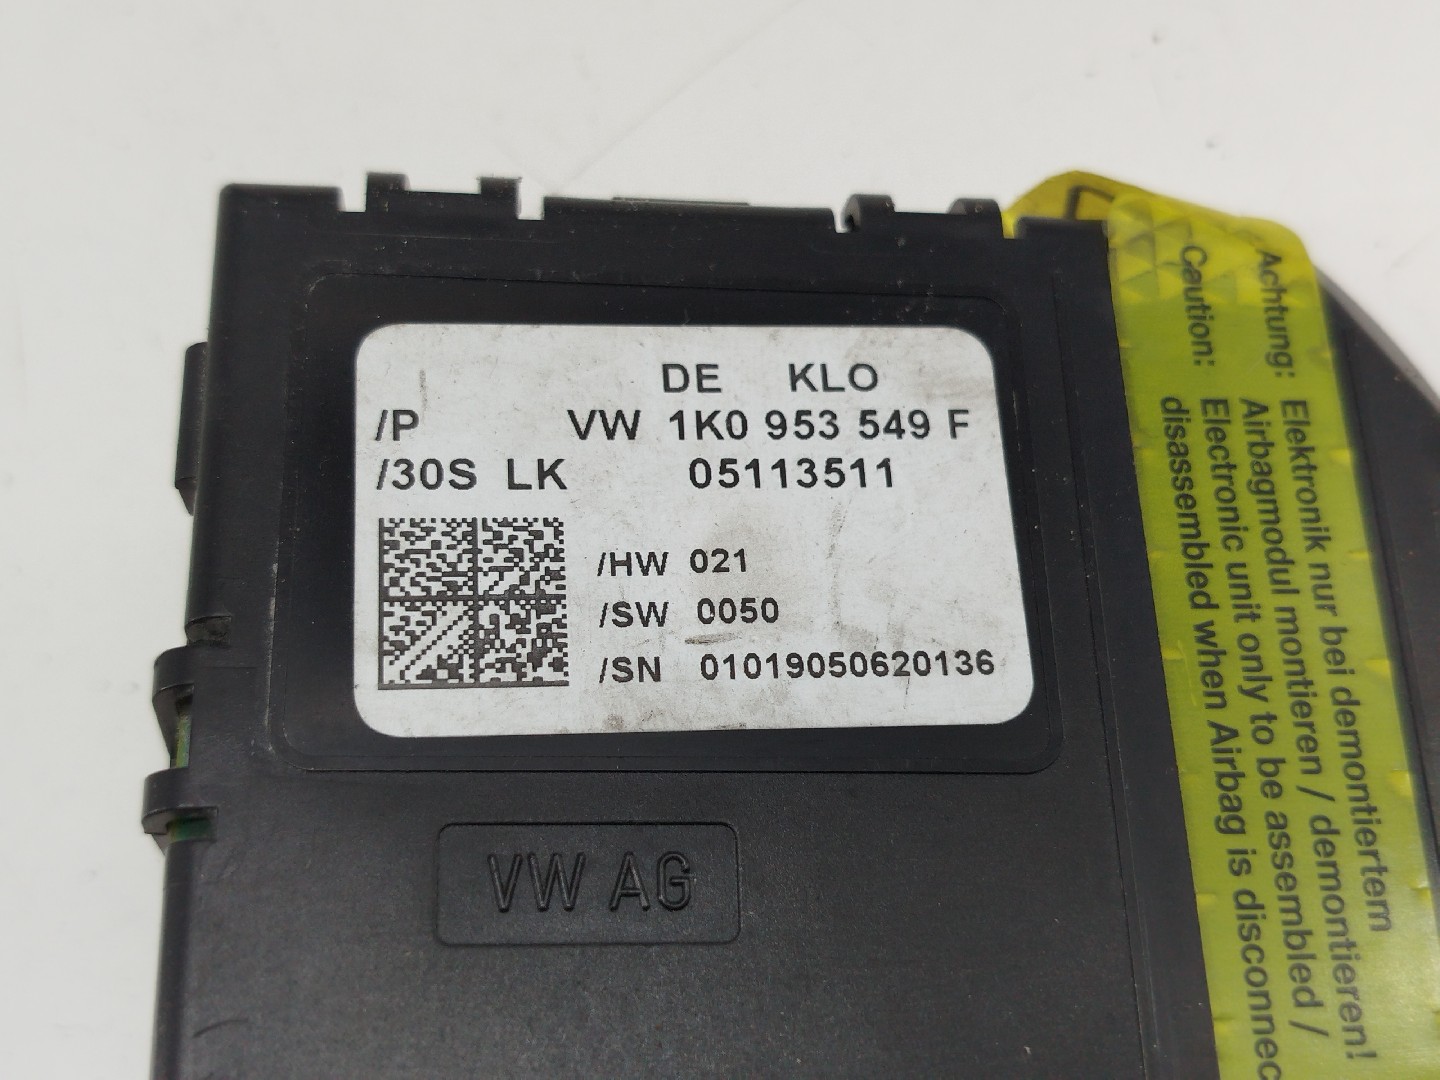 DE KLO
/P VW 1K0 953 549 F
/30S LK 05113511
/HW 021
/SW 0050
/SN 01019050620136
VW AG
Achtung: Elektronik nur bei demontiertem
Airbagmodul montieren / demontieren!
Caution: Electronic unit only to be assembled /
disassembled when Airbag is disconnec